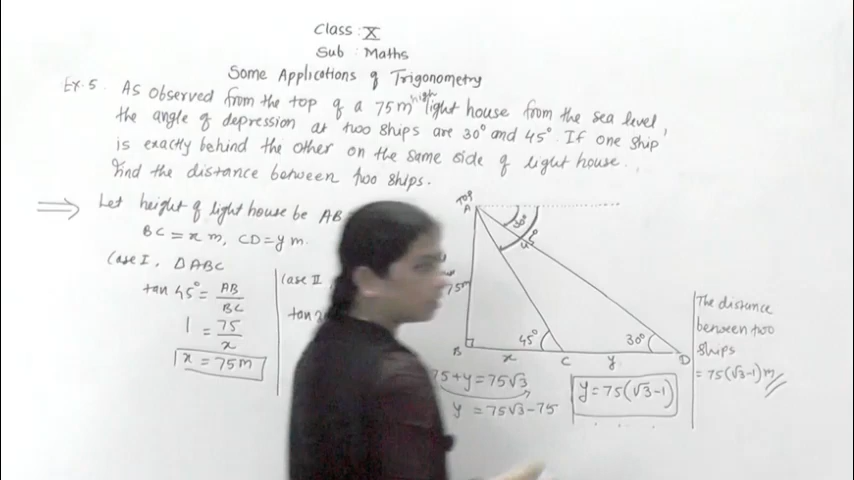 Class : X
Sub : Maths
Some Applications of Trigonometry
Ex.5. As observed from the top of a 75m high light house from the sea level,
the angle of depression at two ships are 30° and 45°. If one ship
is exactly behind the other on the same side of light house.
Find the distance between two ships.
⟹ Let height of light house be AB
BC = x m, CD = y m.
Case I, ΔABC
tan 45° = AB/BC
1 = 75/x
x = 75m
Case II
tan
75+y = 75√3
y = 75√3-75
y = 75(√3-1)
TOP
A
30°
45°
75m
B
x
45°
C
y
30°
D
The distance
between two
ships
= 75(√3-1)m